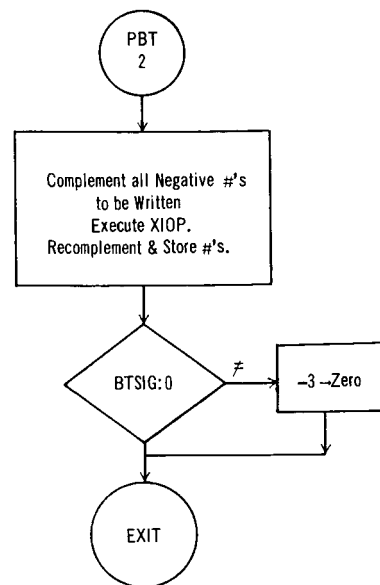 PBT
2
Complement all Negative #'s
to be Written
Execute XIOP.
Recomplement & Store #'s.
BTSIG:0
≠
-3→Zero
EXIT